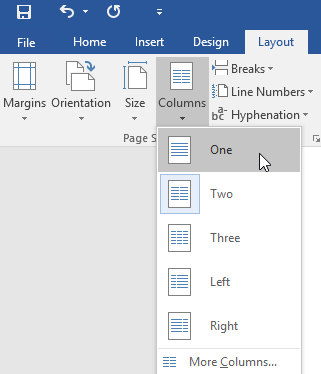 File Home Insert Design Layout
Margins Orientation Size Columns
Breaks
Line Numbers
Hyphenation
Page S
One
Two
Three
Left
Right
More Columns...